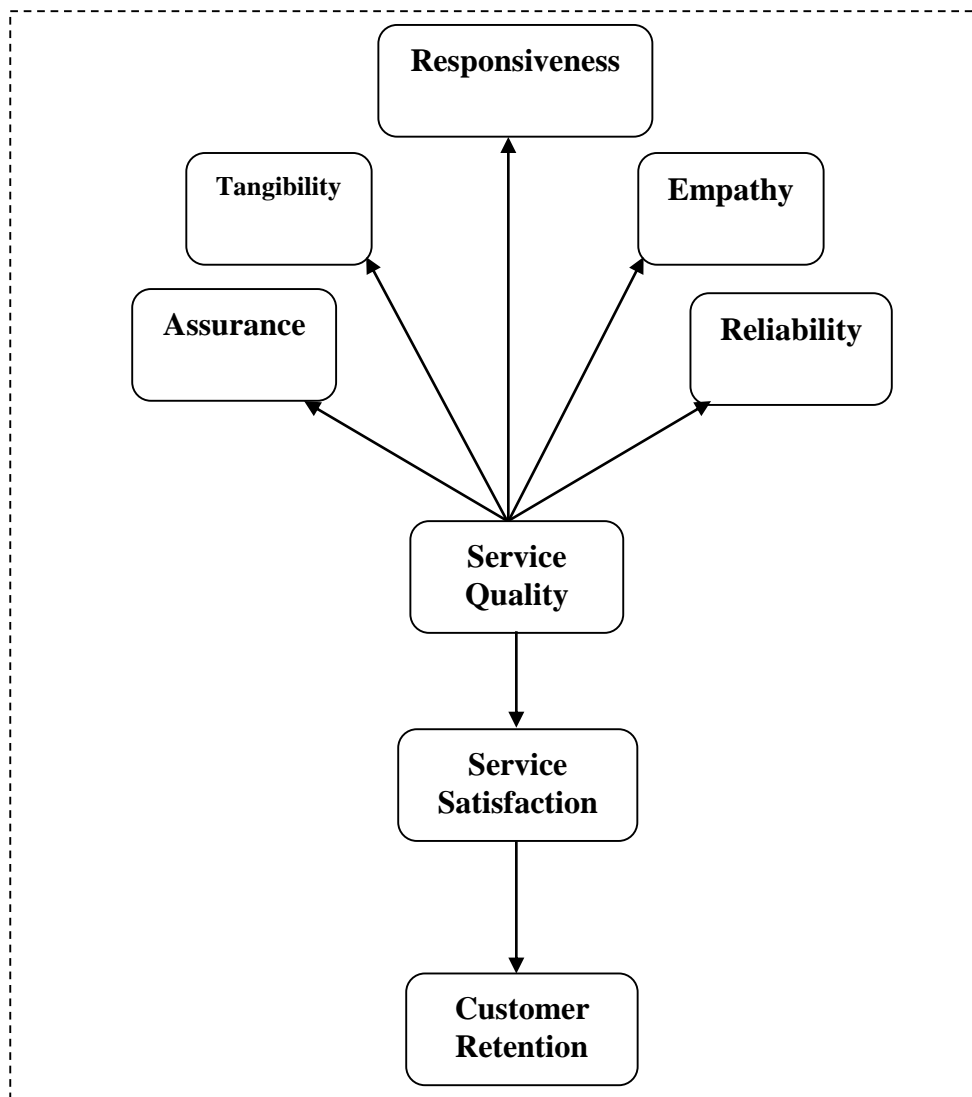 Responsiveness
Tangibility
Empathy
Assurance
Reliability
Service
Quality
Service
Satisfaction
Customer
Retention